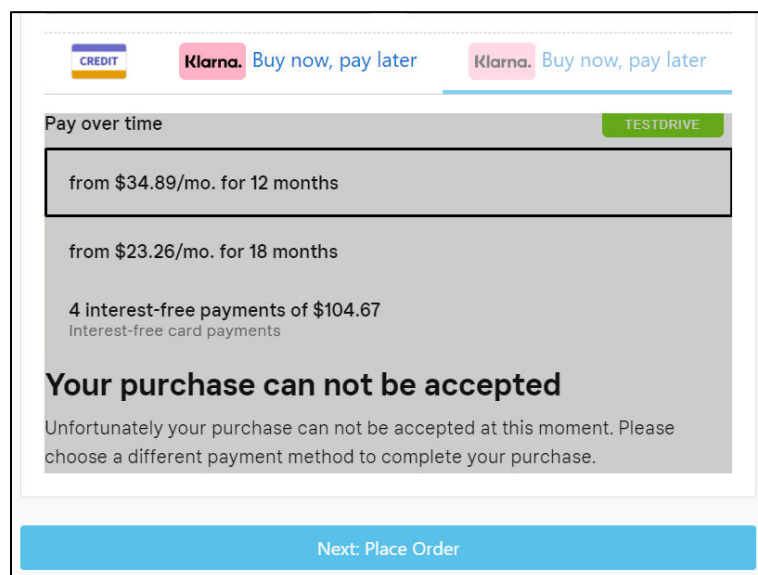 CREDIT Klarna. Buy now, pay later Klarna. Buy now, pay later
Pay over time TESTDRIVE
from $34.89/mo. for 12 months
from $23.26/mo. for 18 months
4 interest-free payments of $104.67
Interest-free card payments
Your purchase can not be accepted
Unfortunately your purchase can not be accepted at this moment. Please
choose a different payment method to complete your purchase.
Next: Place Order